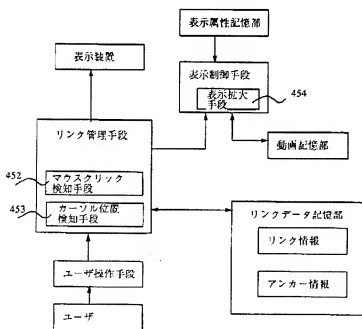 表示属性記憶部
表示装置
表示制御手段
表示拡大
手段
454
リンク管理手段
動画記憶部
452
マウスクリック
検知手段
453
カーソル位置
検知手段
リンクデータ記憶部
リンク情報
アンカー情報
ユーザ操作手段
ユーザ